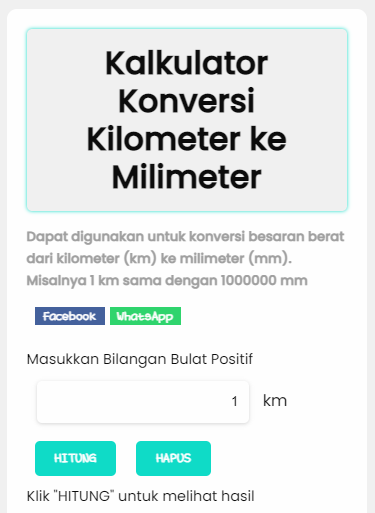 Kalkulator
Konversi
Kilometer ke
Milimeter
Dapat digunakan untuk konversi besaran berat
dari kilometer (km) ke milimeter (mm).
Misalnya 1 km sama dengan 1000000 mm
Facebook WhatsApp
Masukkan Bilangan Bulat Positif
1 km
HITUNG HAPUS
Klik "HITUNG" untuk melihat hasil